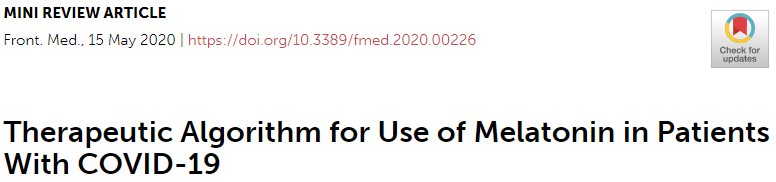 MINI REVIEW ARTICLE
Front. Med., 15 May 2020 | https://doi.org/10.3389/fmed.2020.00226
Check for
updates
Therapeutic Algorithm for Use of Melatonin in Patients
With COVID-19